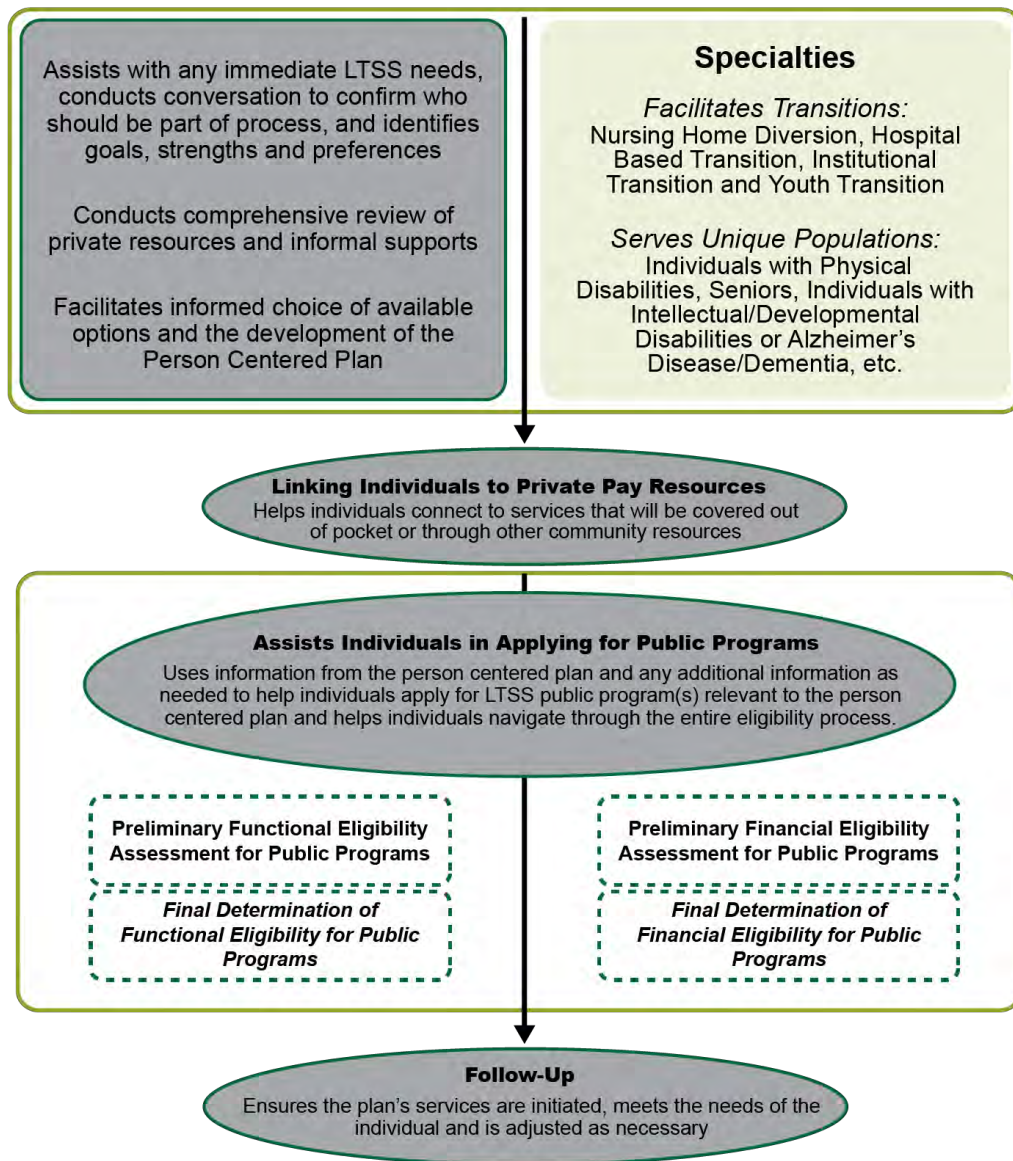 Assists with any immediate LTSS needs,
conducts conversation to confirm who
should be part of process, and identifies
goals, strengths and preferences
Conducts comprehensive review of
private resources and informal supports
Facilitates informed choice of available
options and the development of the
Person Centered Plan
Specialties
Facilitates Transitions:
Nursing Home Diversion, Hospital
Based Transition, Institutional
Transition and Youth Transition
Serves Unique Populations:
Individuals with Physical
Disabilities, Seniors, Individuals with
Intellectual/Developmental
Disabilities or Alzheimer’s
Disease/Dementia, etc.
Linking Individuals to Private Pay Resources
Helps individuals connect to services that will be covered out
of pocket or through other community resources
Assists Individuals in Applying for Public Programs
Uses information from the person centered plan and any additional information as
needed to help individuals apply for LTSS public program(s) relevant to the person
centered plan and helps individuals navigate through the entire eligibility process.
Preliminary Functional Eligibility
Assessment for Public Programs
Final Determination of
Functional Eligibility for Public
Programs
Preliminary Financial Eligibility
Assessment for Public Programs
Final Determination of
Financial Eligibility for Public
Programs
Follow-Up
Ensures the plan’s services are initiated, meets the needs of the
individual and is adjusted as necessary